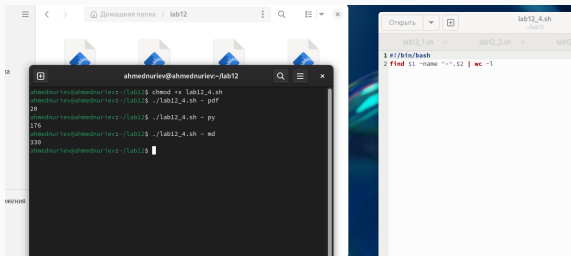 Домашняя папка / lab12
ahmednuriev@ahmednuriev:~/lab12
ahmednuriev@ahmednuriev:~/lab12$ chmod +x lab12_4.sh
ahmednuriev@ahmednuriev:~/lab12$ ./lab12_4.sh ~ pdf
20
ahmednuriev@ahmednuriev:~/lab12$ ./lab12_4.sh ~ py
176
ahmednuriev@ahmednuriev:~/lab12$ ./lab12_4.sh ~ md
330
ahmednuriev@ahmednuriev:~/lab12$
Открыть
lab12_4.sh
~/lab12
lab12_1.sh
lab12_2.sh
lab12
1 #!/bin/bash
2 find $1 -name "*".$2 | wc -l